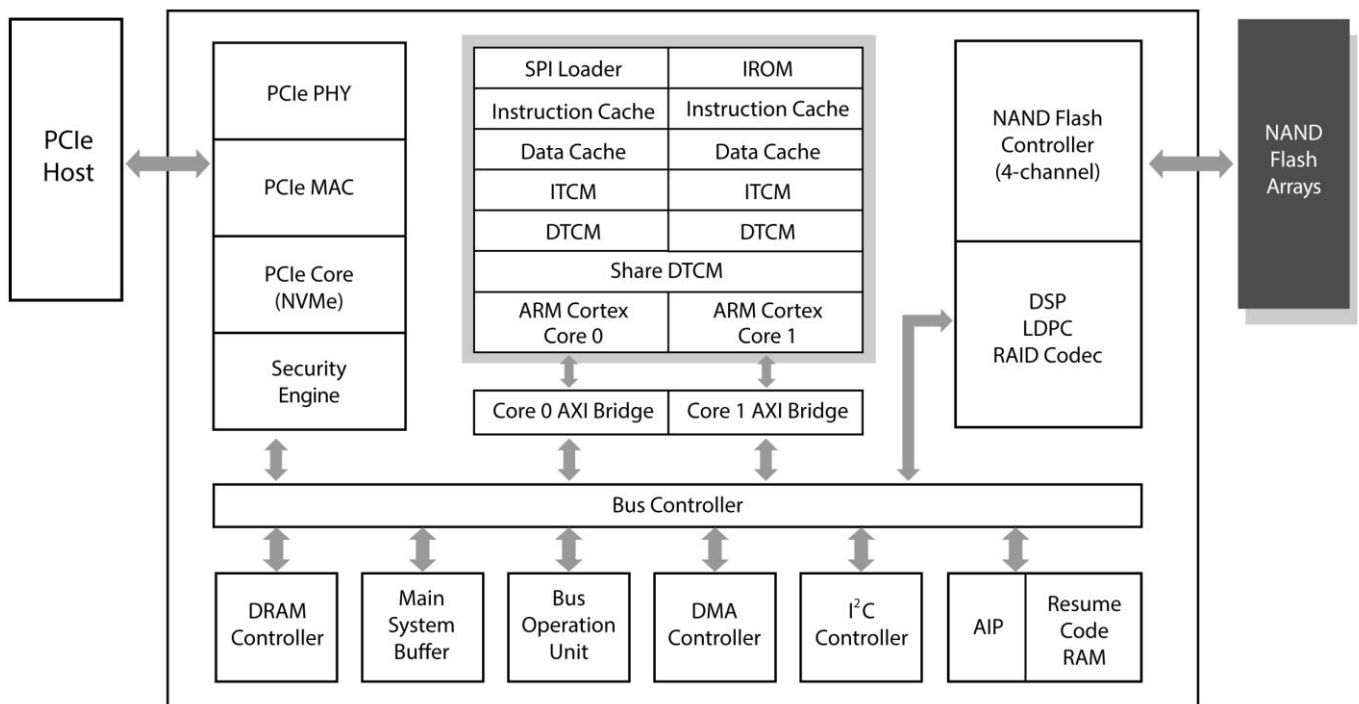 PCIe
Host
PCIe PHY
PCIe MAC
PCIe Core
(NVMe)
Security
Engine
SPI Loader
IROM
Instruction Cache
Instruction Cache
Data Cache
Data Cache
ITCM
ITCM
DTCM
DTCM
Share DTCM
ARM Cortex
Core 0
ARM Cortex
Core 1
Core 0 AXI Bridge
Core 1 AXI Bridge
NAND Flash
Controller
(4-channel)
DSP
LDPC
RAID Codec
NAND
Flash
Arrays
Bus Controller
DRAM
Controller
Main
System
Buffer
Bus
Operation
Unit
DMA
Controller
I²C
Controller
AIP
Resume
Code
RAM